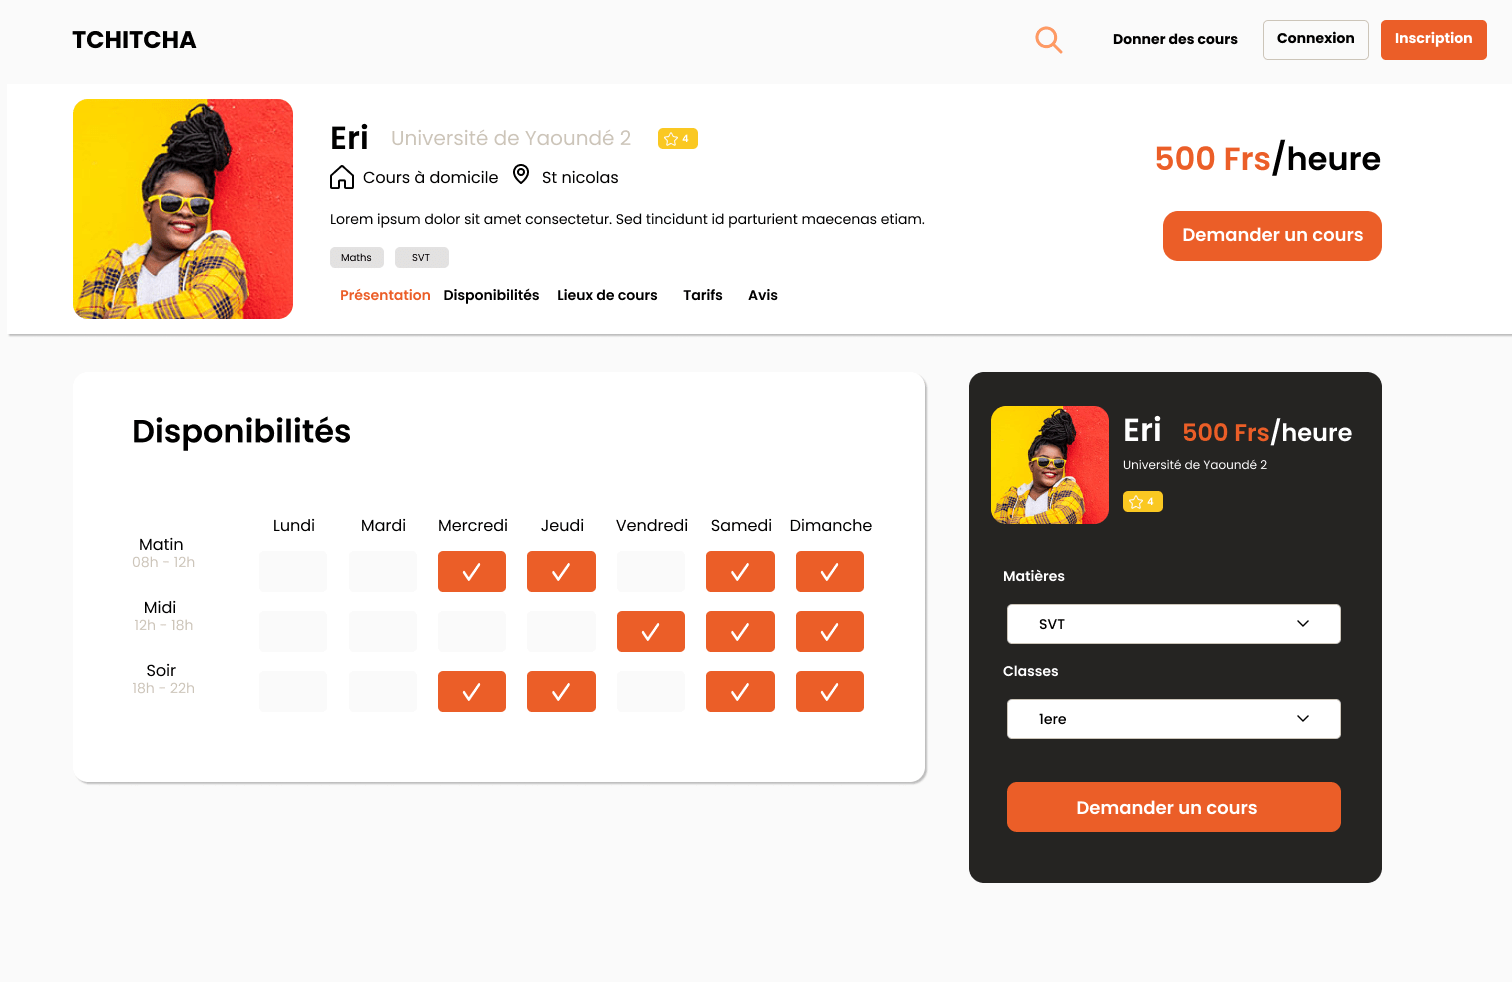 TCHITCHA
Donner des cours
Connexion
Inscription
Eri Université de Yaoundé 2 4
Cours à domicile St nicolas
Lorem ipsum dolor sit amet consectetur. Sed tincidunt id parturient maecenas etiam.
Maths SVT
Présentation Disponibilités Lieux de cours Tarifs Avis
500 Frs/heure
Demander un cours
Disponibilités
Lundi Mardi Mercredi Jeudi Vendredi Samedi Dimanche
Matin
08h - 12h
Midi
12h - 18h
Soir
18h - 22h
Eri 500 Frs/heure
Université de Yaoundé 2
4
Matières
SVT
Classes
1ere
Demander un cours